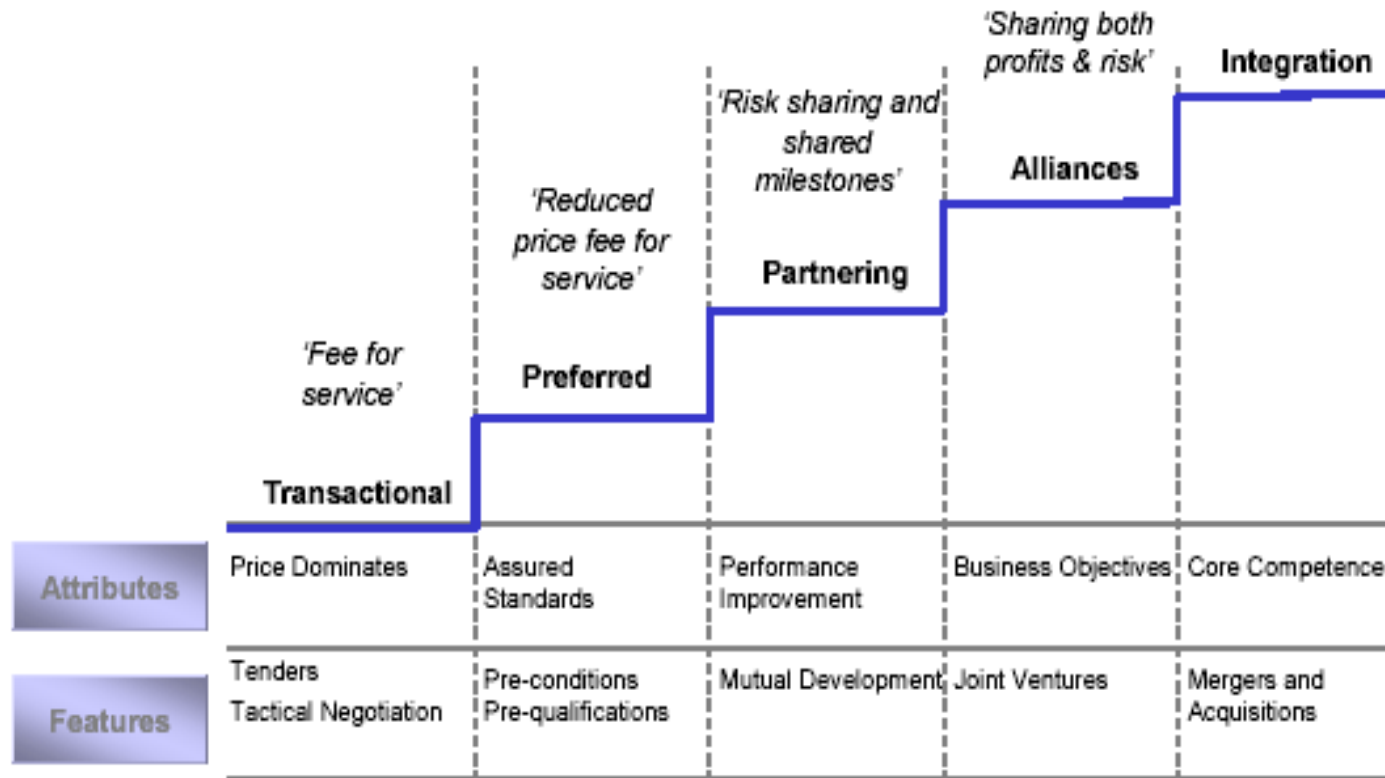 'Sharing both
profits & risk'
Integration
'Risk sharing and
shared
milestones'
Alliances
'Reduced
price fee for
service'
Partnering
'Fee for
service'
Preferred
Transactional
Attributes
Price Dominates
Assured
Standards
Performance
Improvement
Business Objectives
Core Competence
Features
Tenders
Tactical Negotiation
Pre-conditions
Pre-qualifications
Mutual Development
Joint Ventures
Mergers and
Acquisitions